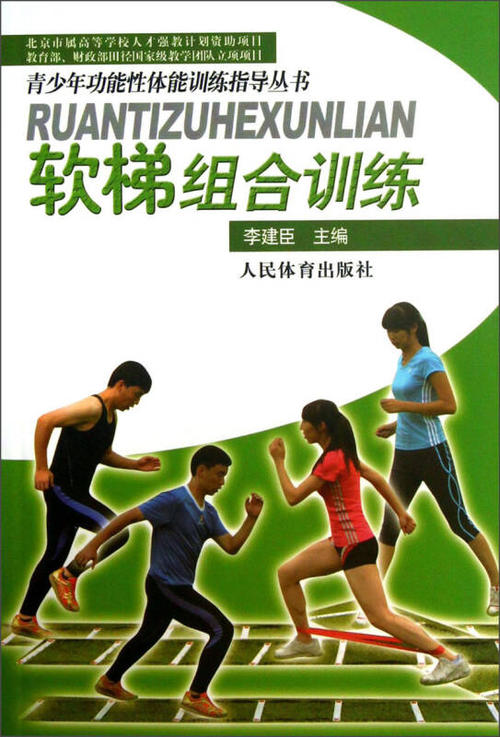 北京市属高等学校人才强教计划资助项目
教育部、财政部田径国家级教学团队立项项目
青少年功能性体能训练指导丛书
RUANTIZUHEXUNLIAN
软梯组合训练
李建臣 主编
人民体育出版社